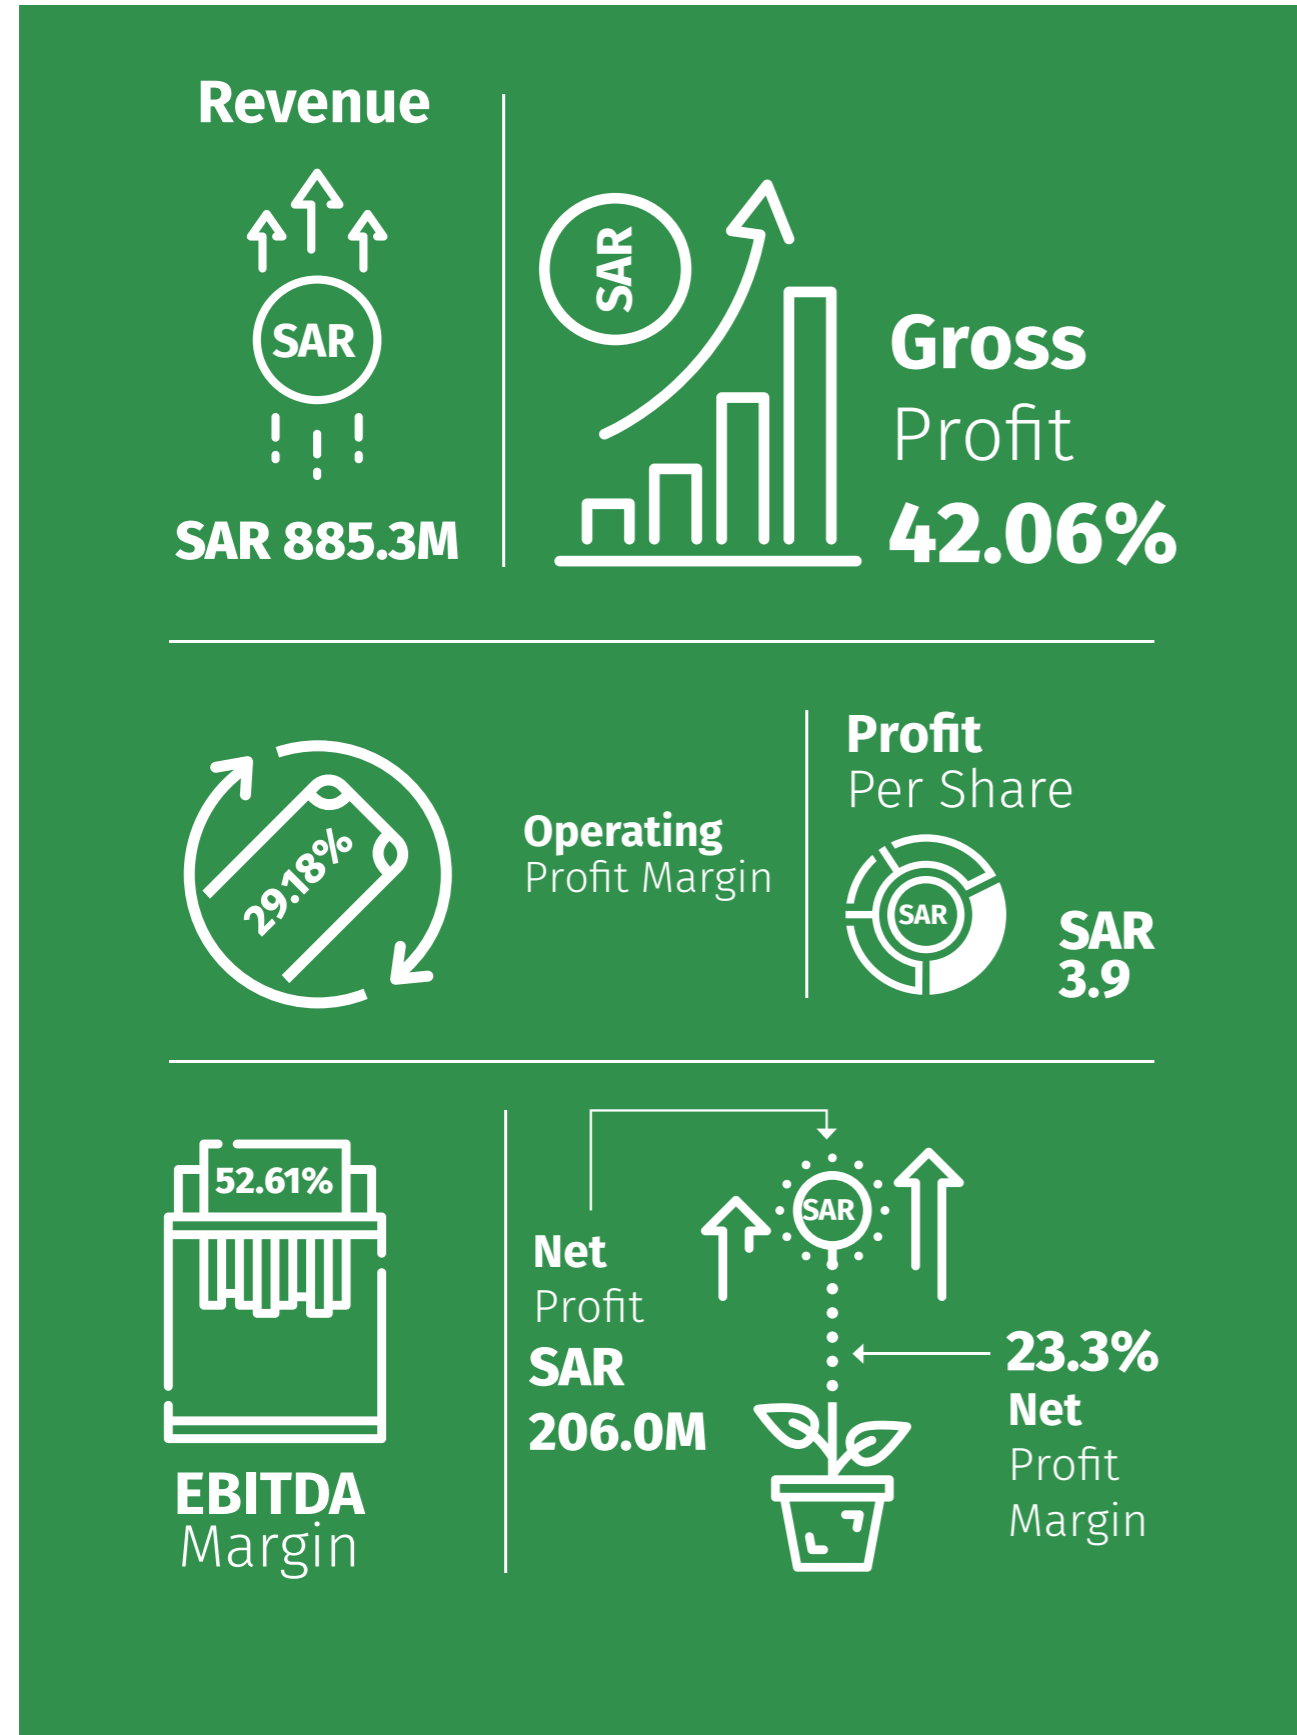 Revenue
SAR
SAR 885.3M
SAR
Gross
Profit
42.06%
29.18%
Operating
Profit Margin
Profit
Per Share
SAR
SAR
3.9
52.61%
EBITDA
Margin
Net
Profit
SAR
206.0M
SAR
23.3%
Net
Profit
Margin